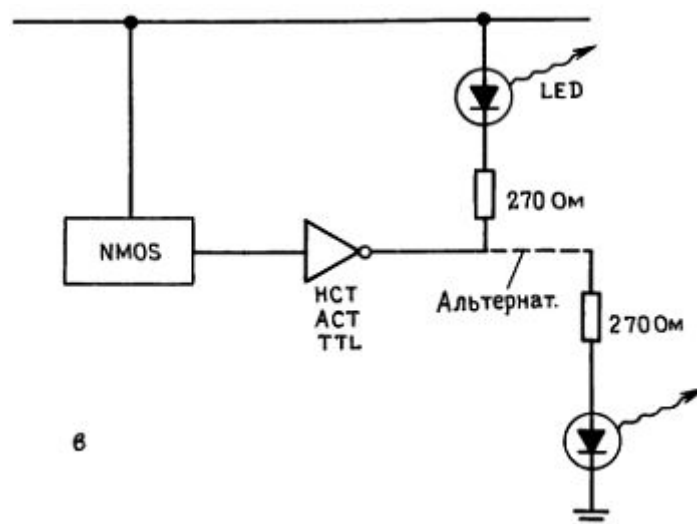 LED
270 Ом
NMOS
HCT
ACT
TTL
Альтернат.
270 Ом
в